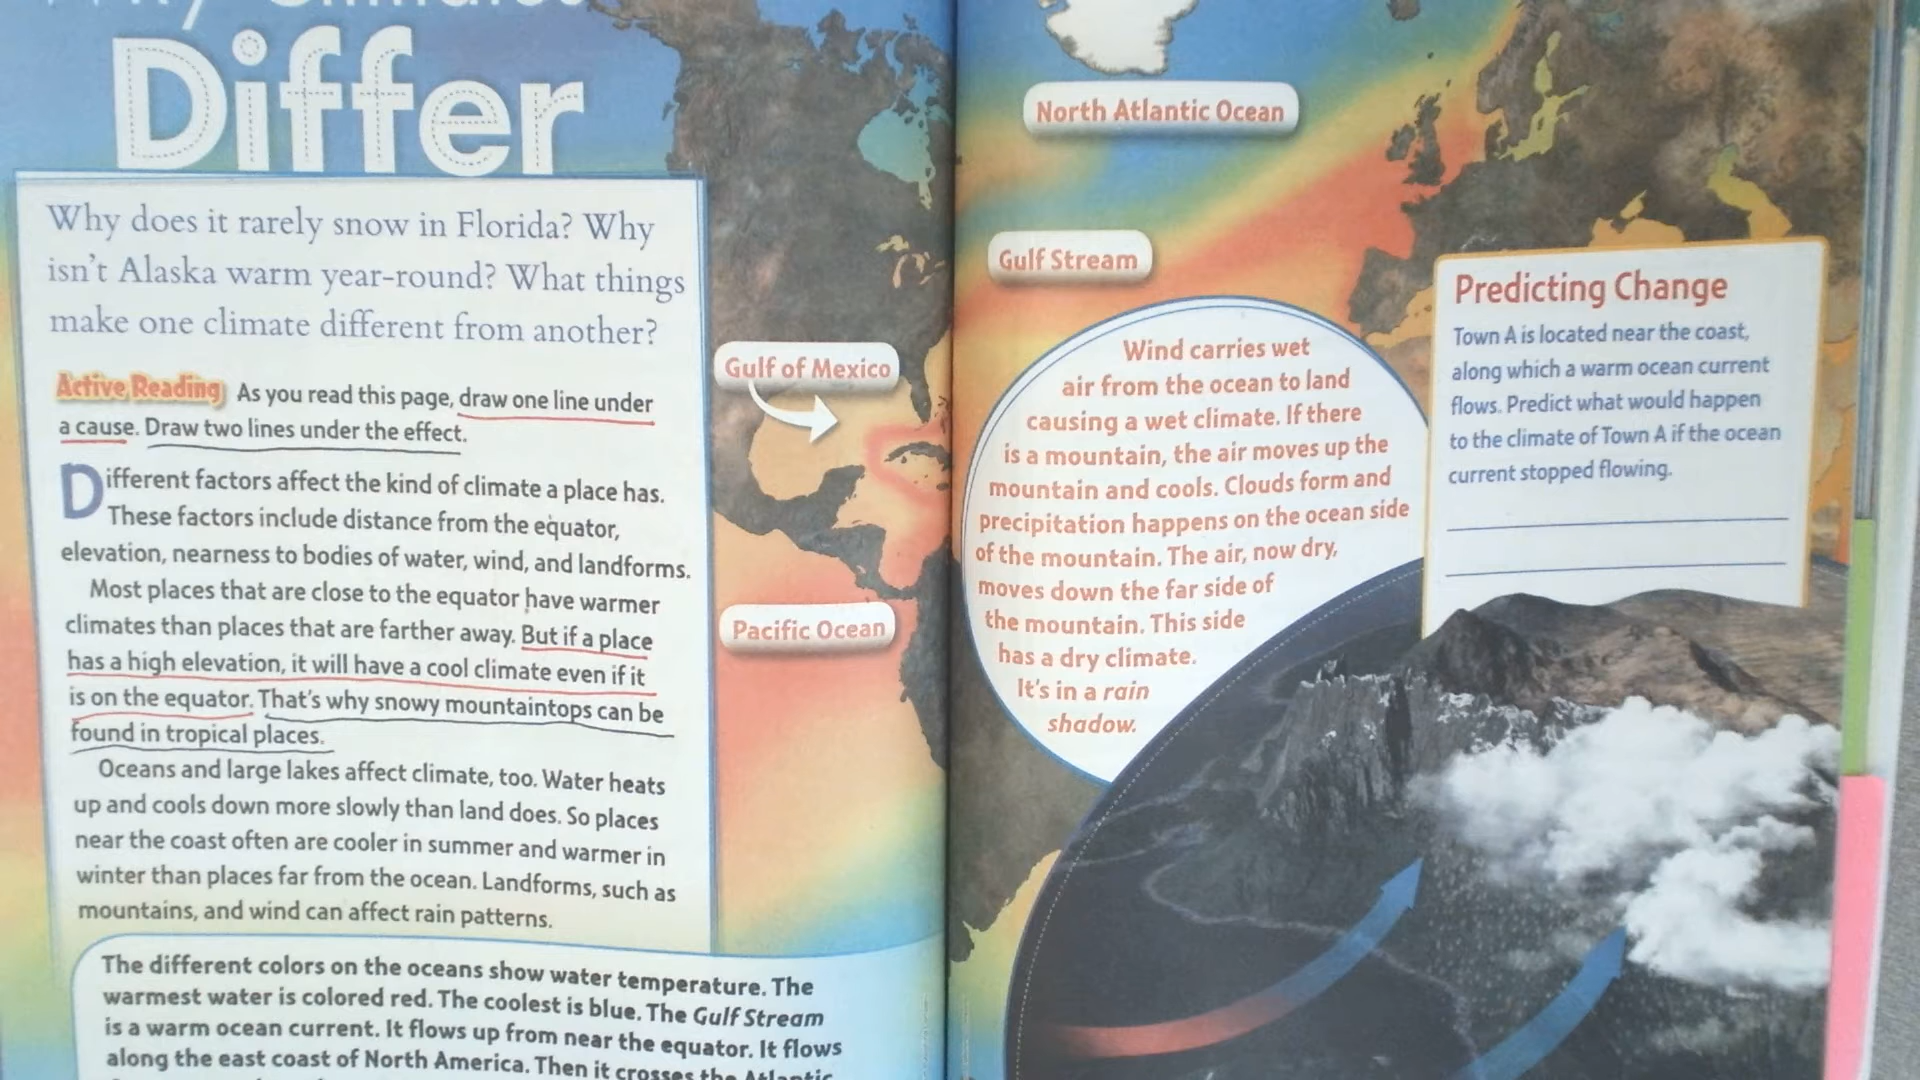 Differ
Why does it rarely snow in Florida? Why
isn't Alaska warm year-round? What things
make one climate different from another?
Active Reading As you read this page, draw one line under
a cause. Draw two lines under the effect.
Different factors affect the kind of climate a place has.
These factors include distance from the equator,
elevation, nearness to bodies of water, wind, and landforms.
Most places that are close to the equator have warmer
climates than places that are farther away. But if a place
has a high elevation, it will have a cool climate even if it
is on the equator. That's why snowy mountaintops can be
found in tropical places.
Oceans and large lakes affect climate, too. Water heats
up and cools down more slowly than land does. So places
near the coast often are cooler in summer and warmer in
winter than places far from the ocean. Landforms, such as
mountains, and wind can affect rain patterns.
The different colors on the oceans show water temperature. The
warmest water is colored red. The coolest is blue. The Gulf Stream
is a warm ocean current. It flows up from near the equator. It flows
along the east coast of North America. Then it crosses the Atlantic
Gulf of Mexico
Pacific Ocean
North Atlantic Ocean
Gulf Stream
Wind carries wet
air from the ocean to land
causing a wet climate. If there
is a mountain, the air moves up the
mountain and cools. Clouds form and
precipitation happens on the ocean side
of the mountain. The air, now dry,
moves down the far side of
the mountain. This side
has a dry climate.
It's in a rain
shadow.
Predicting Change
Town A is located near the coast,
along which a warm ocean current
flows. Predict what would happen
to the climate of Town A if the ocean
current stopped flowing.